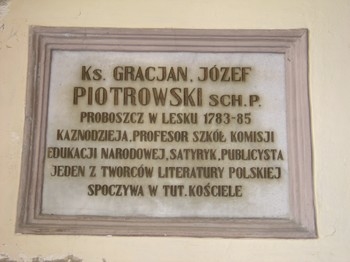 Ks. GRACJAN, JÓZEF
PIOTROWSKI SCH.P.
PROBOSZCZ W LESKU 1783-85
KAZNODZIEJA, PROFESOR SZKÓŁ KOMISJI
EDUKACJI NARODOWEJ, SATYRYK, PUBLICYSTA
JEDEN Z TWORCÓW LITERATURY POLSKIEJ
SPOCZYWA W TUT. KOŚCIELE